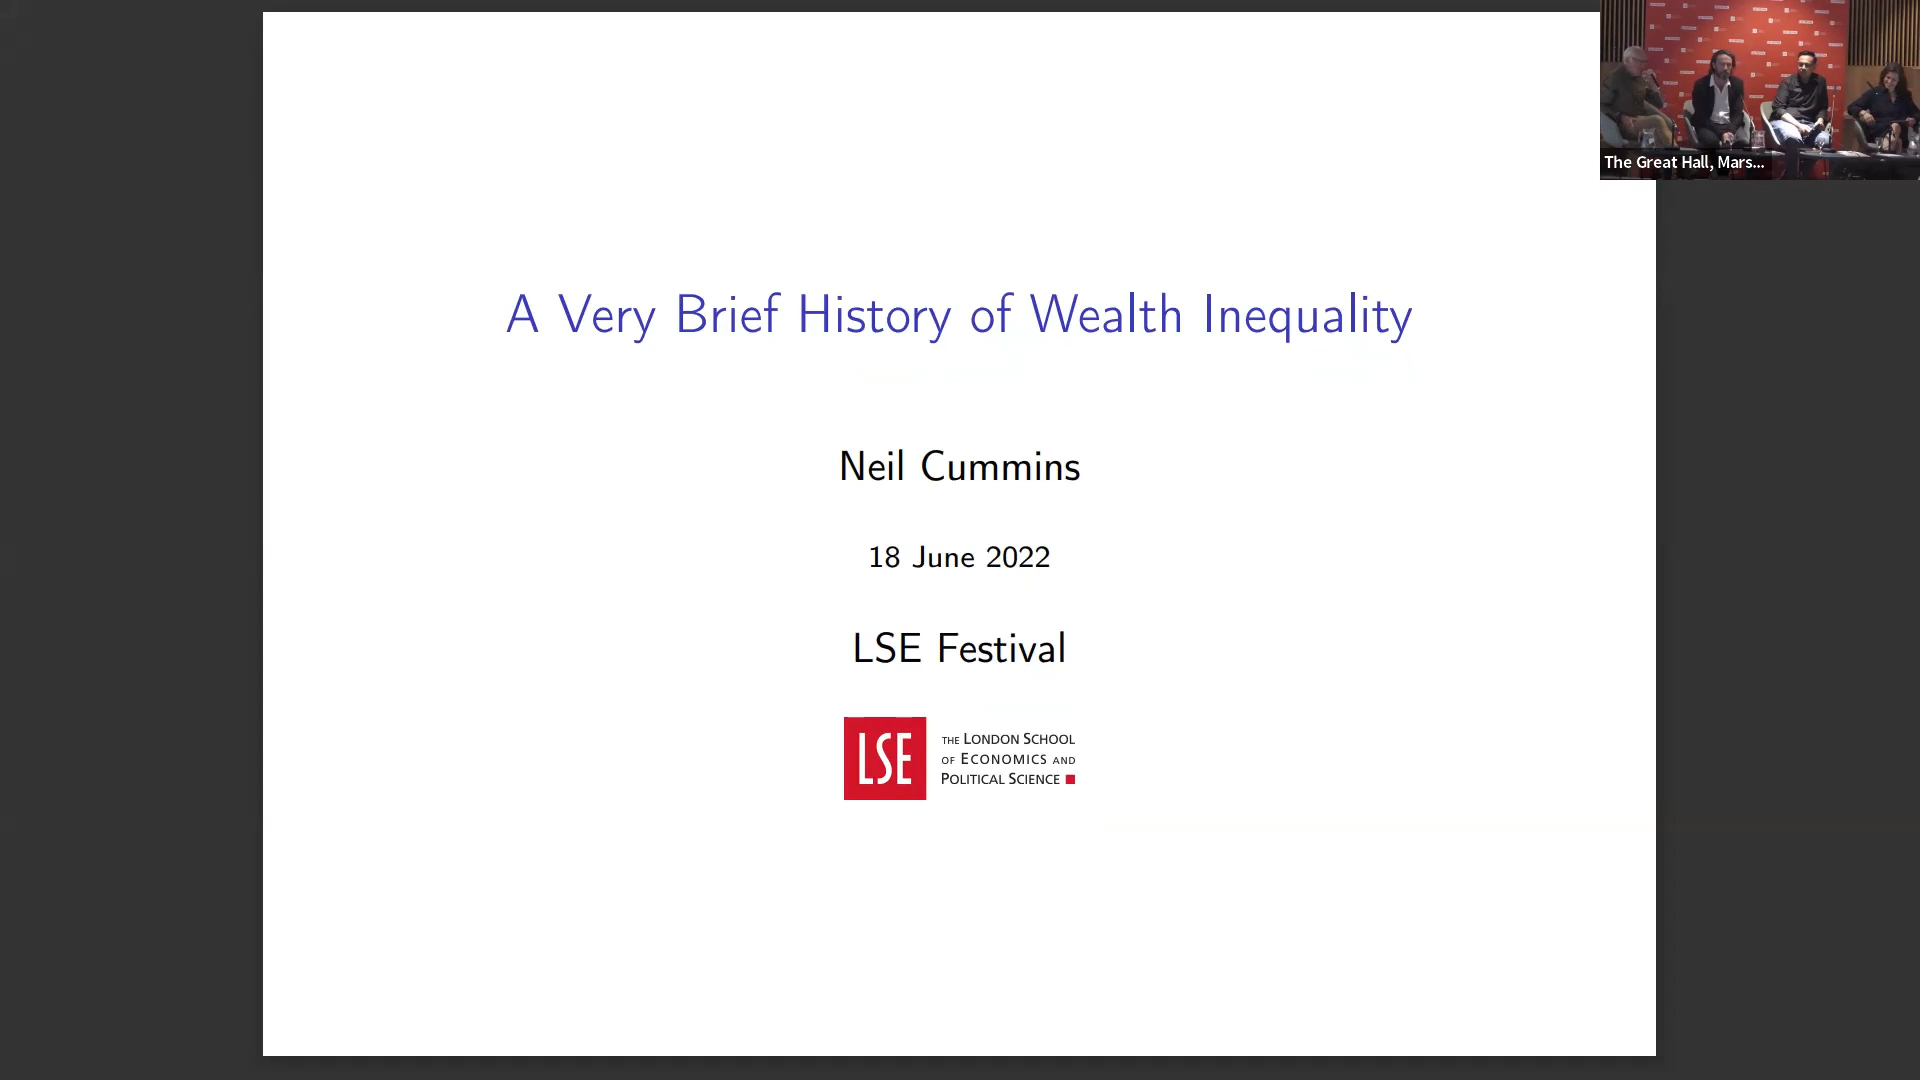 The Great Hall, Mars...
A Very Brief History of Wealth Inequality
Neil Cummins
18 June 2022
LSE Festival
LSE
THE LONDON SCHOOL
OF ECONOMICS AND
POLITICAL SCIENCE